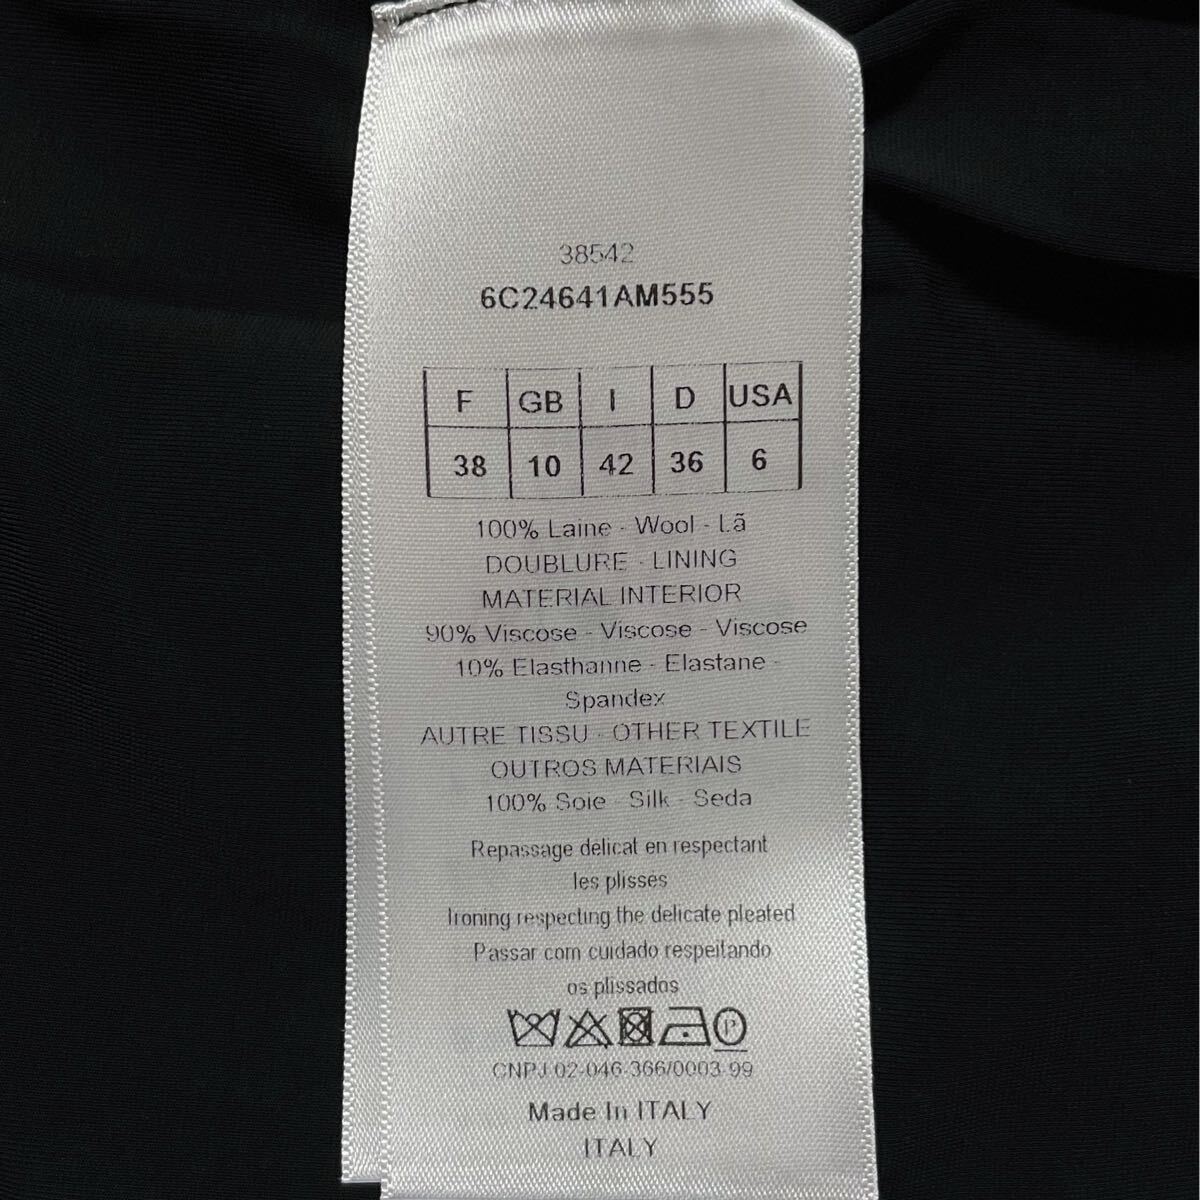 38542
6C24641AM555
F GB I D USA
38 10 42 36 6
100% Laine - Wool - Lã
DOUBLURE - LINING
MATERIAL INTERIOR
90% Viscose - Viscose - Viscose
10% Elasthanne - Elastane -
Spandex
AUTRE TISSU - OTHER TEXTILE
OUTROS MATERIAIS
100% Soie - Silk - Seda
Repassage délicat en respectant
les plisses
Ironing respecting the delicate pleated
Passar com cuidado respeitando
os plissados
P
CNPJ 02-046-366/0003-99
Made In ITALY
ITALY